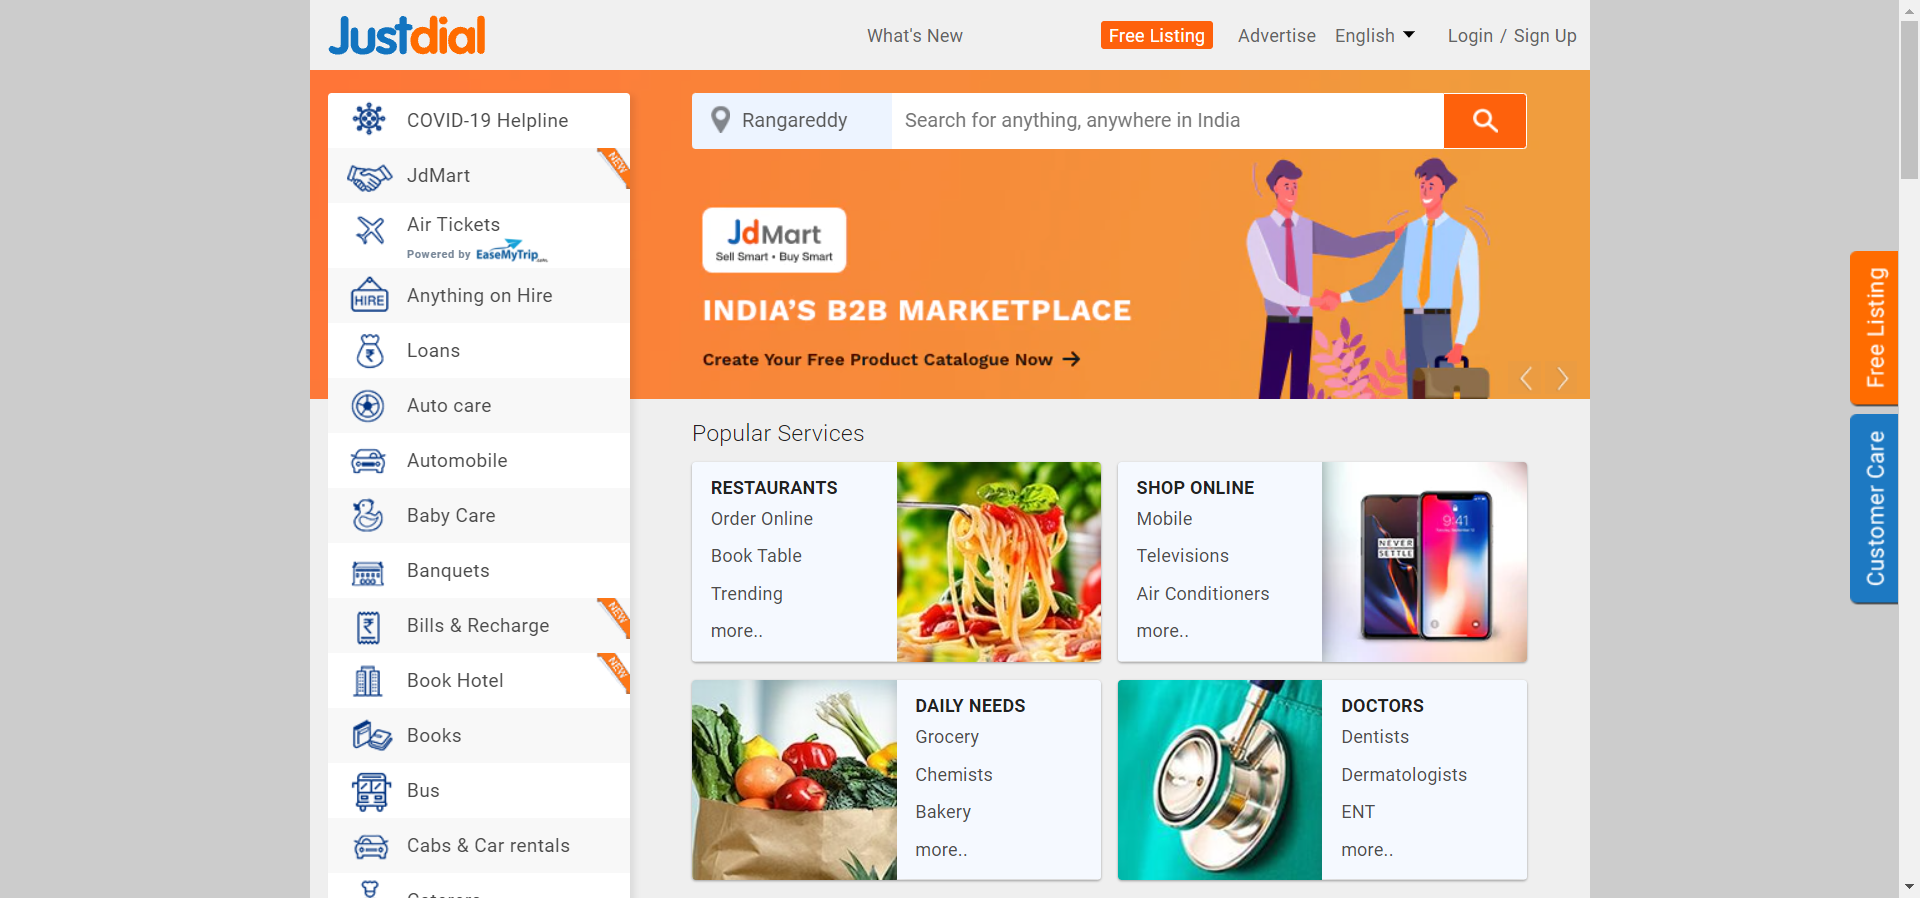 Justdial
What's New
Free Listing
Advertise
English
Login / Sign Up
COVID-19 Helpline
JdMart
NEW
Air Tickets
Powered by EaseMyTrip.com
Anything on Hire
HIRE
Loans
Auto care
Automobile
Baby Care
Banquets
Bills & Recharge
NEW
Book Hotel
NEW
Books
Bus
Cabs & Car rentals
Rangareddy
Search for anything, anywhere in India
JdMart
Sell Smart • Buy Smart
INDIA'S B2B MARKETPLACE
Create Your Free Product Catalogue Now →
Popular Services
RESTAURANTS
Order Online
Book Table
Trending
more..
SHOP ONLINE
Mobile
Televisions
Air Conditioners
more..
NEVER
SETTLE
9:41
DAILY NEEDS
Grocery
Chemists
Bakery
more..
DOCTORS
Dentists
Dermatologists
ENT
more..
Free Listing
Customer Care